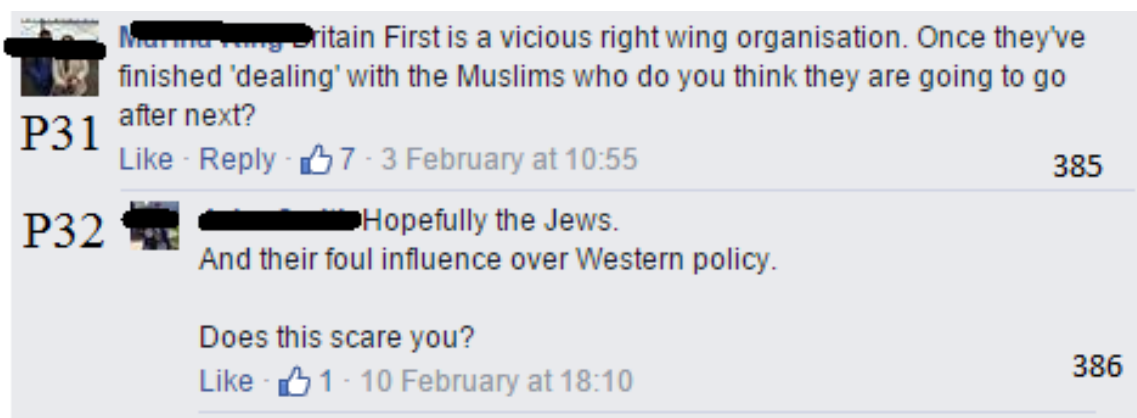 Britain First is a vicious right wing organisation. Once they've
finished 'dealing' with the Muslims who do you think they are going to go
after next?
P31
Like · Reply · 7 · 3 February at 10:55
385
P32
Hopefully the Jews.
And their foul influence over Western policy.
Does this scare you?
Like · 1 · 10 February at 18:10
386